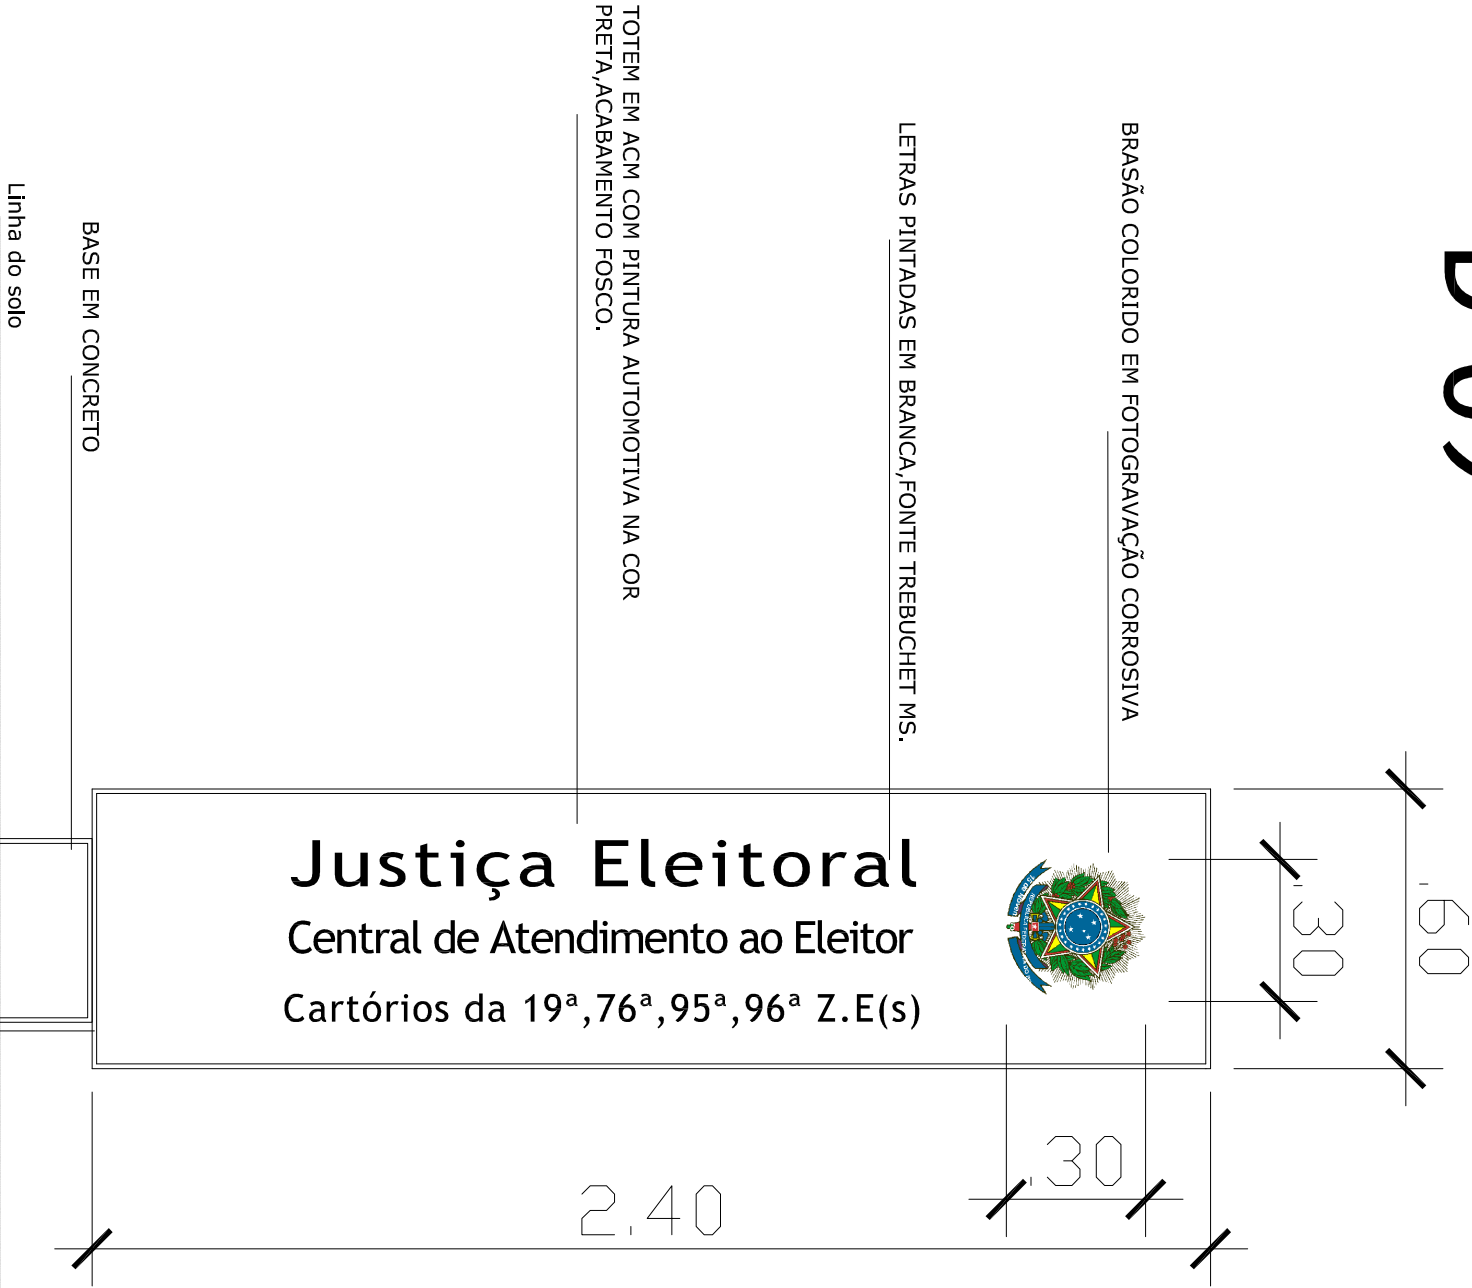 BRASÃO COLORIDO EM FOTOGRAVAÇÃO CORROSIVA
LETRAS PINTADAS EM BRANCA,FONTE TREBUCHET MS.
TOTEM EM ACM COM PINTURA AUTOMOTIVA NA COR
PRETA,ACABAMENTO FOSCO.
BASE EM CONCRETO
Linha do solo
Justiça Eleitoral
Central de Atendimento ao Eleitor
Cartórios da 19ª,76ª,95ª,96ª Z.E(s)
.60
.30
.30
2.40